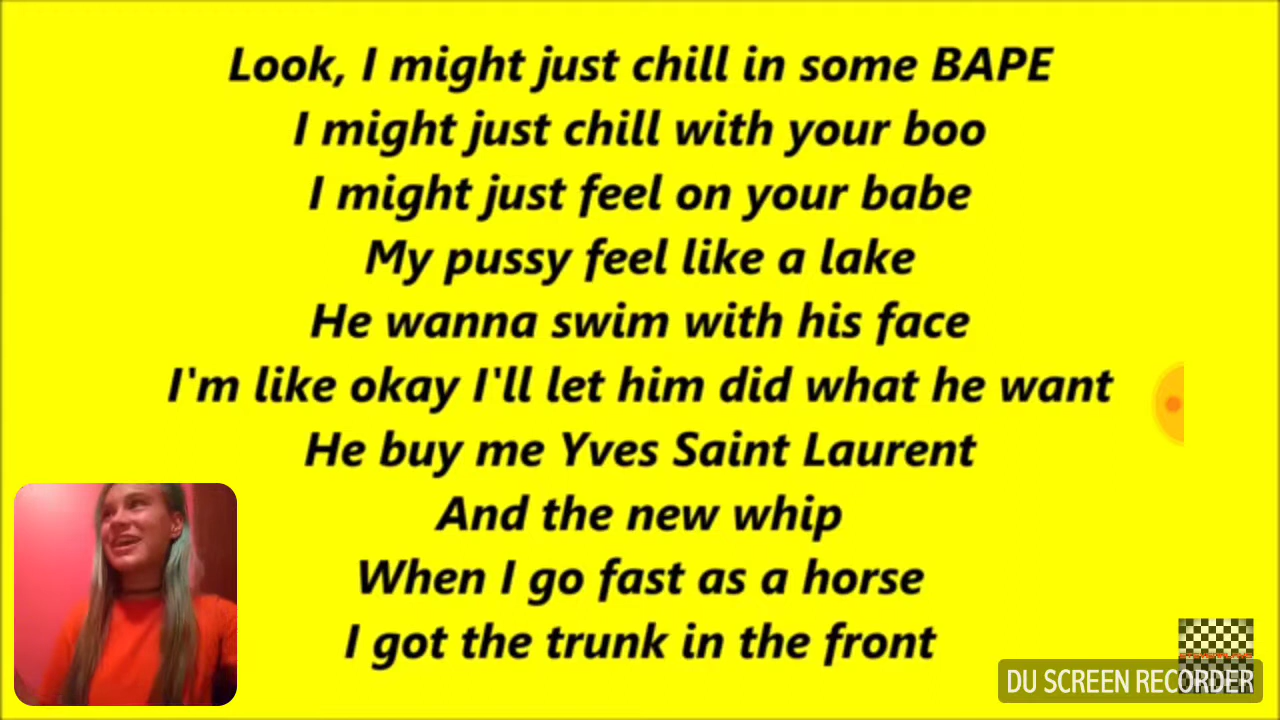 Look, I might just chill in some BAPE
I might just chill with your boo
I might just feel on your babe
My pussy feel like a lake
He wanna swim with his face
I'm like okay I'll let him did what he want
He buy me Yves Saint Laurent
And the new whip
When I go fast as a horse
I got the trunk in the front
DU SCREEN RECORDER